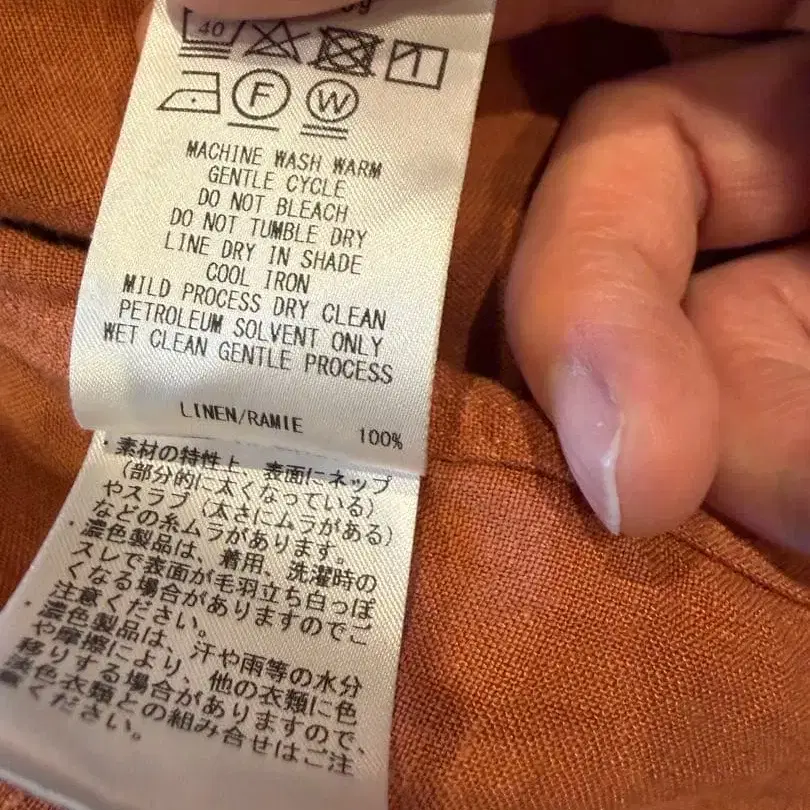 40
F W
MACHINE WASH WARM
GENTLE CYCLE
DO NOT BLEACH
DO NOT TUMBLE DRY
LINE DRY IN SHADE
COOL IRON
MILD PROCESS DRY CLEAN
PETROLEUM SOLVENT ONLY
WET CLEAN GENTLE PROCESS
LINEN/RAMIE 100%
・素材の特性上、表面にネップ
(部分的に太くなっている)
やスラブ(太さにムラがある)
などの糸ムラがあります。
・濃色製品は、着用、洗濯時の
スレで表面が毛羽立ち白っぽ
くなる場合がありますのでご
注意ください。
・濃色製品は、汗や雨等の水分
や摩擦により、他の衣類に色
移りする場合がありますので、
淡色衣類との組み合せはご注
意ください。